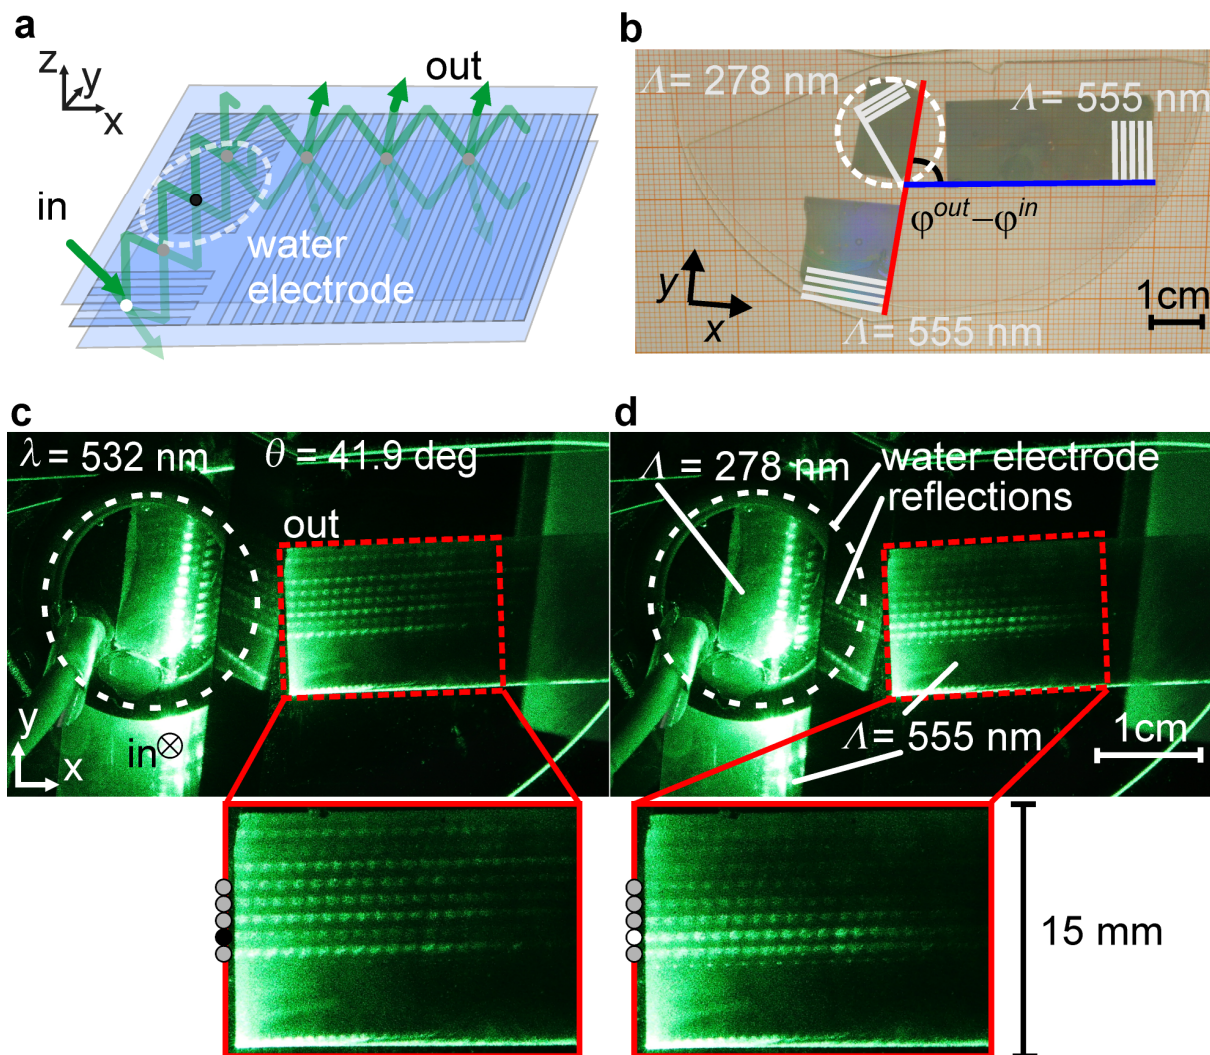 a
z
y
x
out
in
water
electrode
b
Λ = 278 nm
Λ = 555 nm
φout–φin
y
x
1cm
Λ = 555 nm
c
λ = 532 nm
θ = 41.9 deg
out
in
y
x
d
Λ = 278 nm
water electrode
reflections
Λ = 555 nm
1cm
15 mm